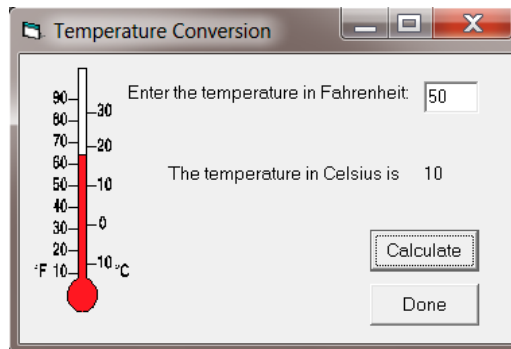 Temperature Conversion
Enter the temperature in Fahrenheit:
50
The temperature in Celsius is 10
Calculate
Done
90
80
70
60
50
40
30
20
°F 10
30
20
10
0
-10 °C